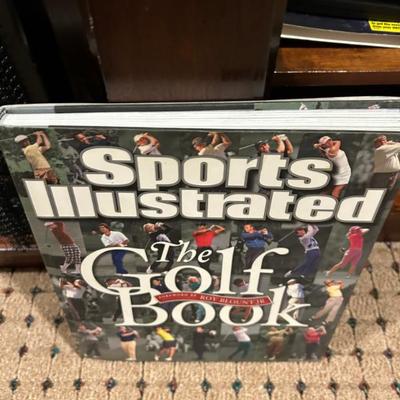 Sports
Illustrated
The
Golf
FOREWORD BY ROY BLOUNT JR.
Book